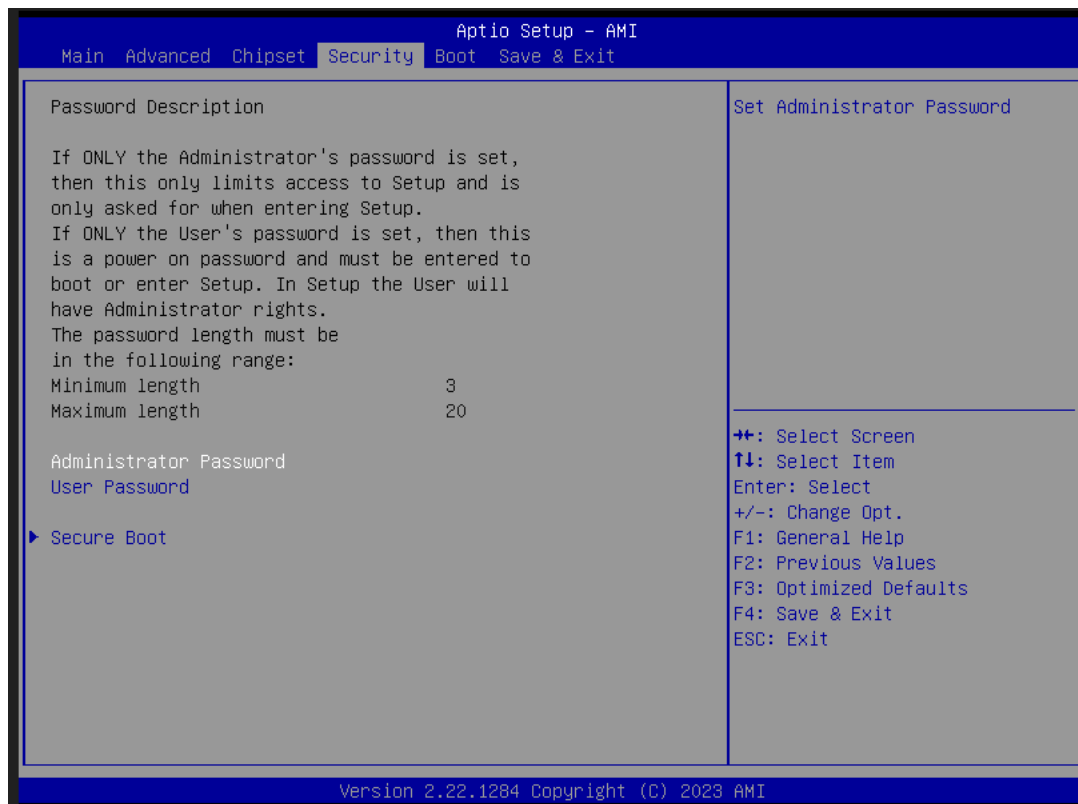 Aptio Setup – AMI
Main Advanced Chipset Security Boot Save & Exit
Password Description
If ONLY the Administrator's password is set,
then this only limits access to Setup and is
only asked for when entering Setup.
If ONLY the User's password is set, then this
is a power on password and must be entered to
boot or enter Setup. In Setup the User will
have Administrator rights.
The password length must be
in the following range:
Minimum length 3
Maximum length 20
Administrator Password
User Password
Secure Boot
Set Administrator Password
→←: Select Screen
↑↓: Select Item
Enter: Select
+/-: Change Opt.
F1: General Help
F2: Previous Values
F3: Optimized Defaults
F4: Save & Exit
ESC: Exit
Version 2.22.1284 Copyright (C) 2023 AMI